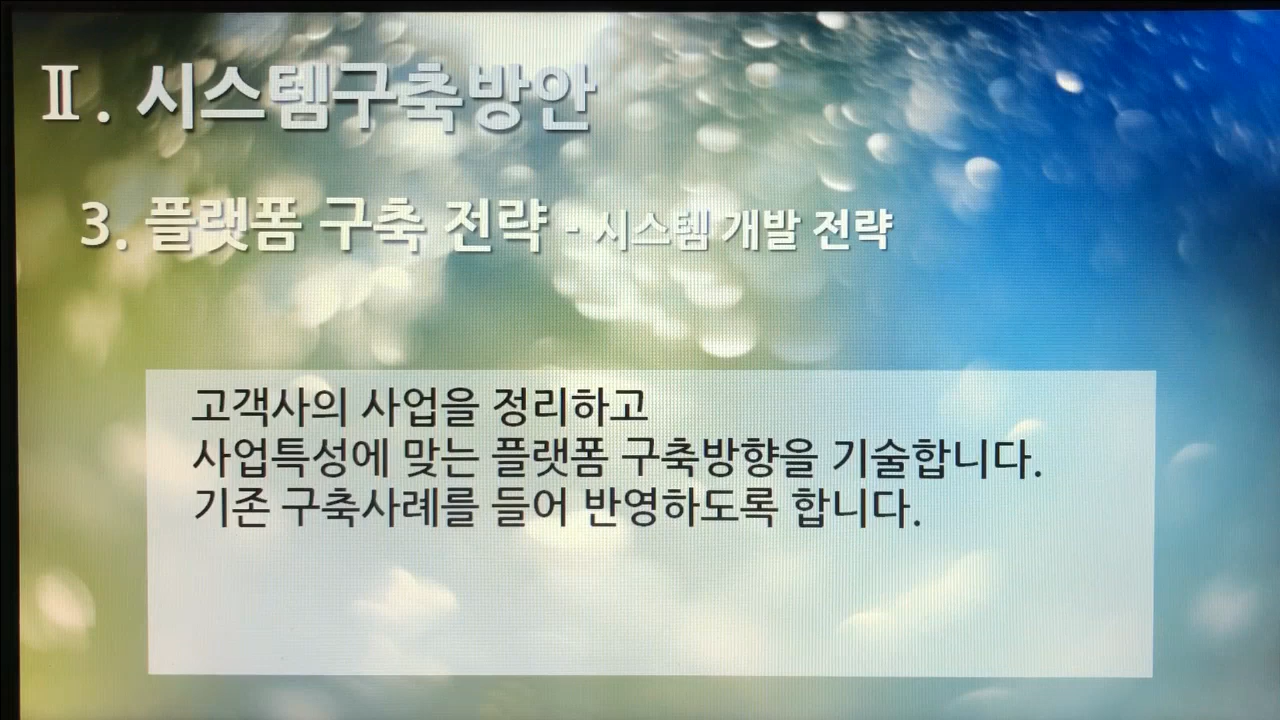 Ⅱ. 시스템구축방안
3. 플랫폼 구축 전략 - 시스템 개발 전략
고객사의 사업을 정리하고
사업특성에 맞는 플랫폼 구축방향을 기술합니다.
기존 구축사례를 들어 반영하도록 합니다.